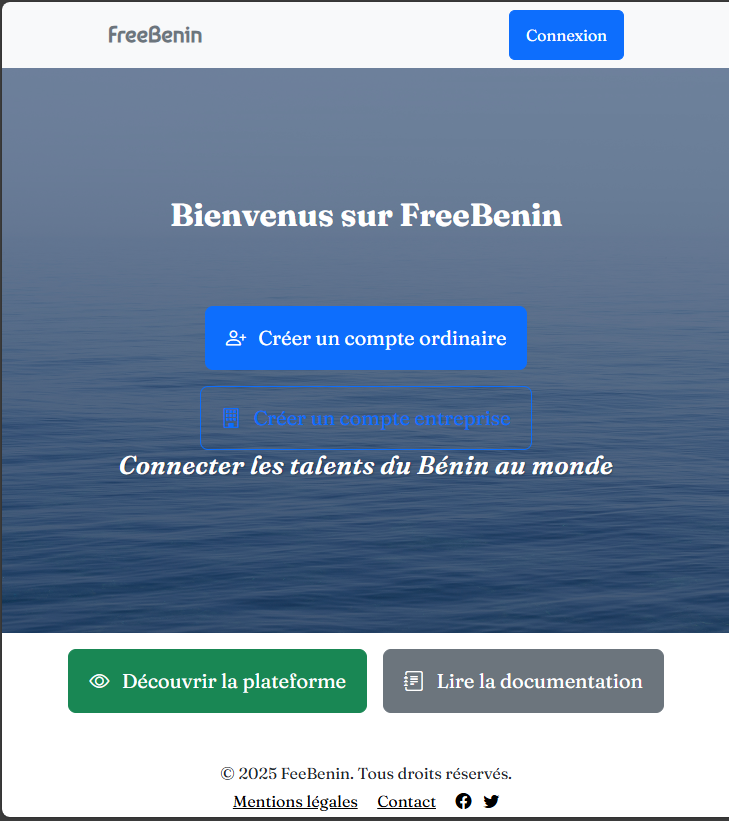 FreeBenin
Connexion
Bienvenus sur FreeBenin
Créer un compte ordinaire
Créer un compte entreprise
Connecter les talents du Bénin au monde
Découvrir la plateforme
Lire la documentation
© 2025 FeeBenin. Tous droits réservés.
Mentions légales Contact